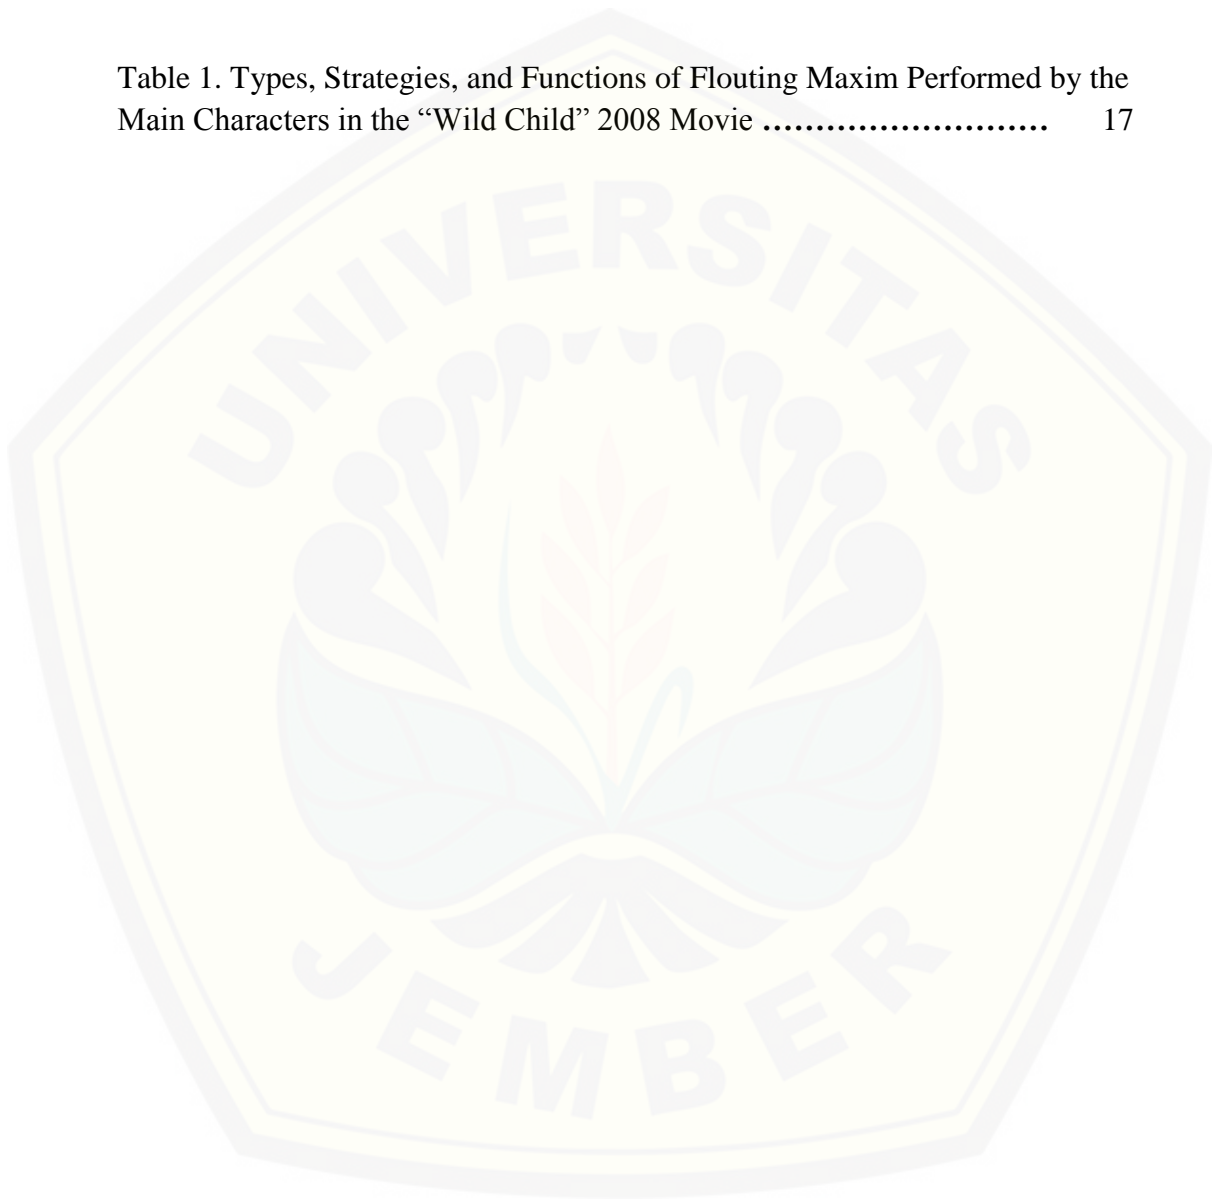 Table 1. Types, Strategies, and Functions of Flouting Maxim Performed by the
Main Characters in the “Wild Child” 2008 Movie ........................... 17
UNIVERSITAS
JEMBER